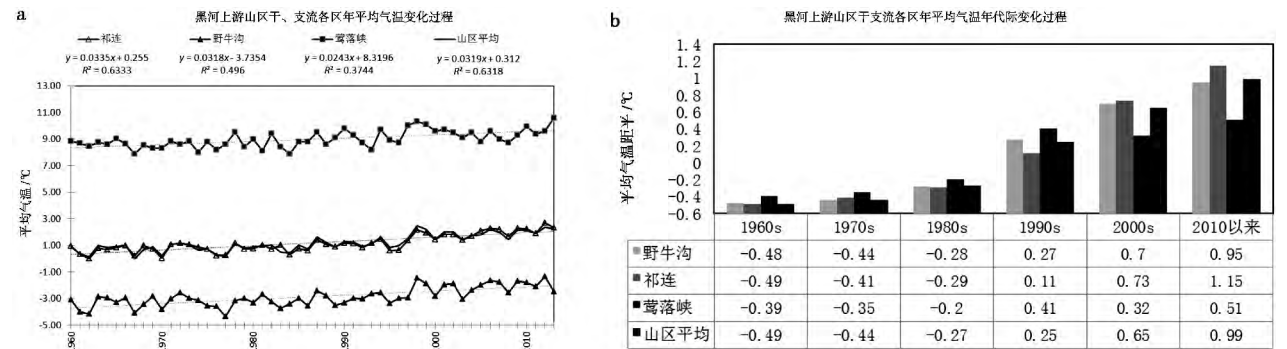 a
黑河上游山区干、支流各区年平均气温变化过程
祁连 野牛沟 莺落峡 山区平均
y = 0.0335x + 0.255 y = 0.0318x - 3.7354 y = 0.0243x + 8.3196 y = 0.0319x + 0.312
R² = 0.6333 R² = 0.496 R² = 0.3744 R² = 0.6318
平均气温/℃
13.00
11.00
9.00
7.00
5.00
3.00
1.00
-1.00
-3.00
-5.00
b
黑河上游山区干支流各区年平均气温年代际变化过程
平均气温距平/℃
1.4
1.2
1
0.8
0.6
0.4
0.2
0
-0.2
-0.4
-0.6
1960s 1970s 1980s 1990s 2000s 2010以来
野牛沟 -0.48 -0.44 -0.28 0.27 0.7 0.95
祁连 -0.49 -0.41 -0.29 0.11 0.73 1.15
莺落峡 -0.39 -0.35 -0.2 0.41 0.32 0.51
山区平均 -0.49 -0.44 -0.27 0.25 0.65 0.99